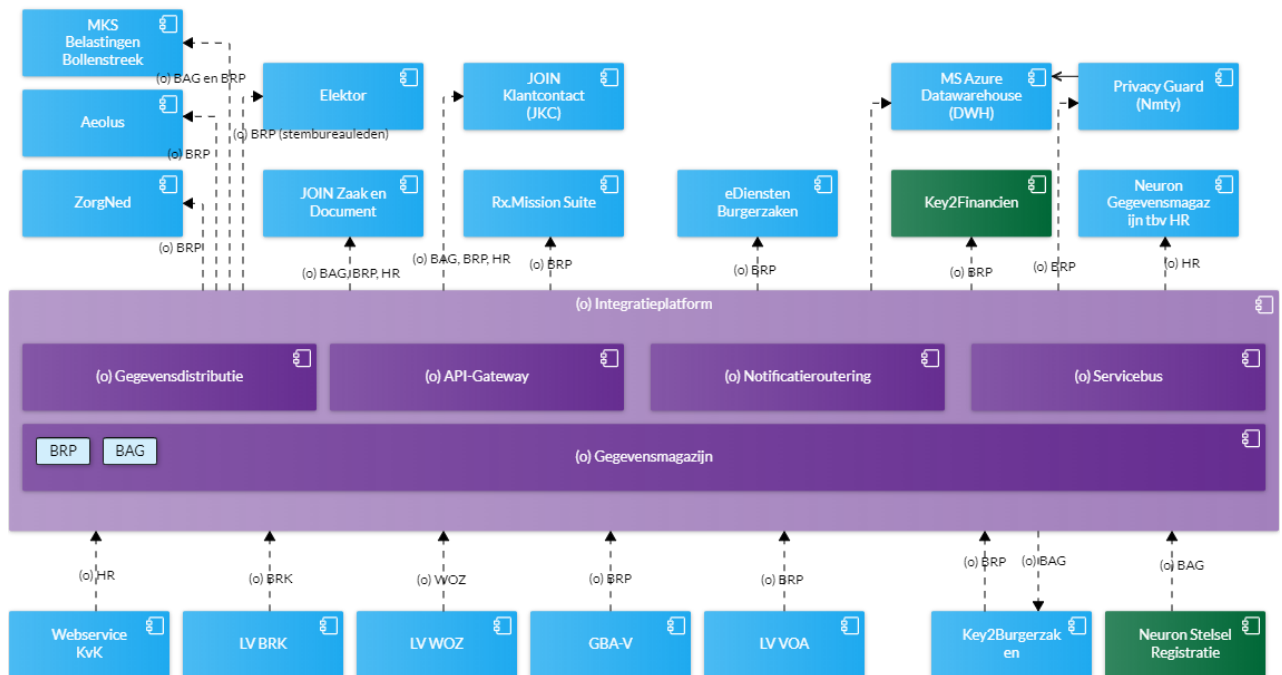 MKS
Belastingen
Bollenstreek
(o) BAG en BRP
Aeolus
(o) BRP
ZorgNed
(o) BRP
Elektor
(o) BRP (stembureauleden)
JOIN Zaak en
Document
(o) BAG, BRP, HR
JOIN
Klantcontact
(JKC)
(o) BAG, BRP, HR
Rx.Mission Suite
(o) BRP
eDiensten
Burgerzaken
(o) BRP
MS Azure
Datawarehouse
(DWH)
Privacy Guard
(Nmty)
Key2Financien
(o) BRP
(o) BRP
Neuron
Gegevensmagaz
ijn tbv HR
(o) HR
(o) Integratieplatform
(o) Gegevensdistributie
(o) API-Gateway
(o) Notificatieroutering
(o) Servicebus
BRP
BAG
(o) Gegevensmagazijn
(o) HR
(o) BRK
(o) WOZ
(o) BRP
(o) BRP
(o) BRP
(o) BAG
(o) BAG
Webservice
KvK
LV BRK
LV WOZ
GBA-V
LV VOA
Key2Burgerzak
en
Neuron Stelsel
Registratie